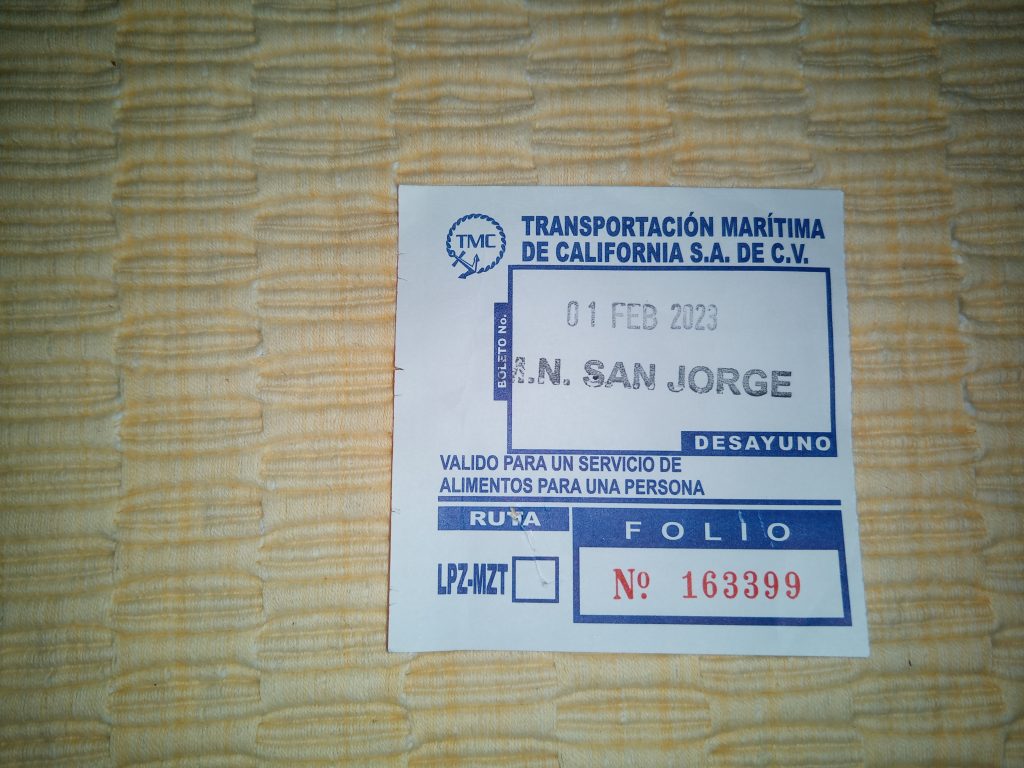 TMC
TRANSPORTACIÓN MARÍTIMA
DE CALIFORNIA S.A. DE C.V.
BOLETO No.
01 FEB 2023
M.N. SAN JORGE
DESAYUNO
VALIDO PARA UN SERVICIO DE
ALIMENTOS PARA UNA PERSONA
RUTA
FOLIO
LPZ-MZT
Nº 163399